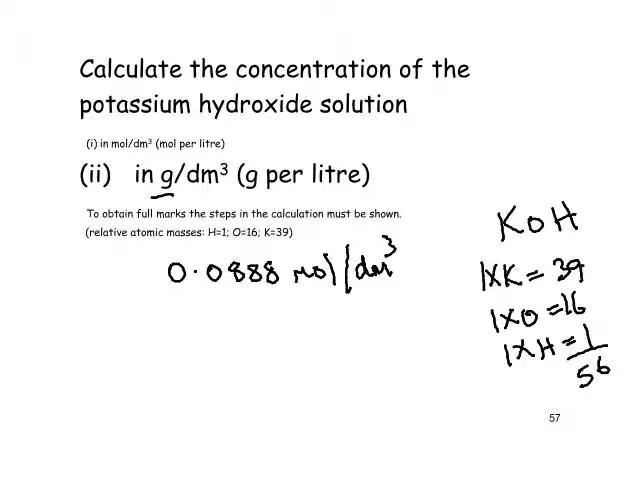 Calculate the concentration of the
potassium hydroxide solution
(i) in mol/dm³ (mol per litre)
(ii) in g/dm³ (g per litre)
To obtain full marks the steps in the calculation must be shown.
(relative atomic masses: H=1; O=16; K=39)
0.0888 mol/dm³
KOH
1XK = 39
1XO = 16
1XH = 1
56
57